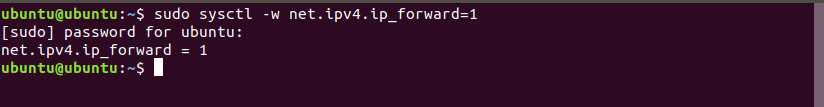 ubuntu@ubuntu:~$ sudo sysctl -w net.ipv4.ip_forward=1
[sudo] password for ubuntu:
net.ipv4.ip_forward = 1
ubuntu@ubuntu:~$